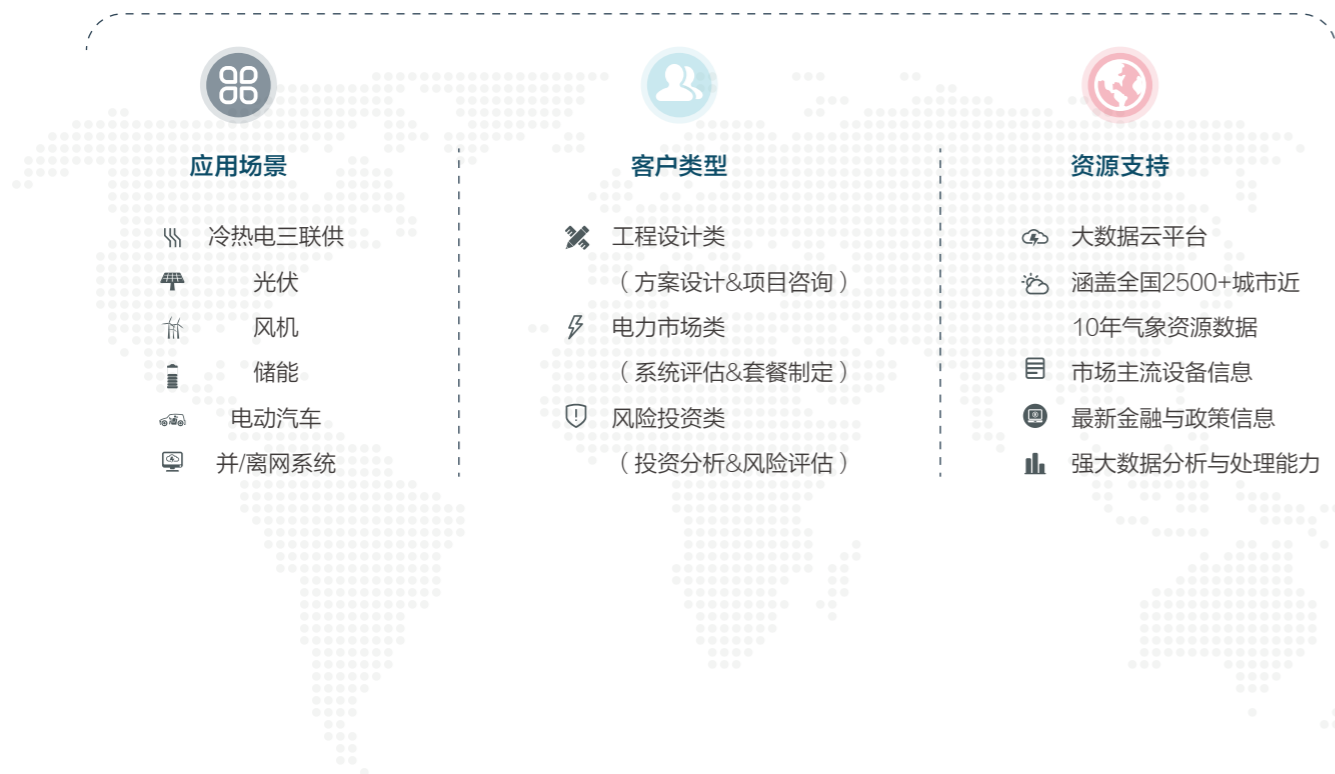 应用场景
冷热电三联供
光伏
风机
储能
电动汽车
并/离网系统
客户类型
工程设计类
（方案设计&项目咨询）
电力市场类
（系统评估&套餐制定）
风险投资类
（投资分析&风险评估）
资源支持
大数据云平台
涵盖全国2500+城市近
10年气象资源数据
市场主流设备信息
最新金融与政策信息
强大数据分析与处理能力